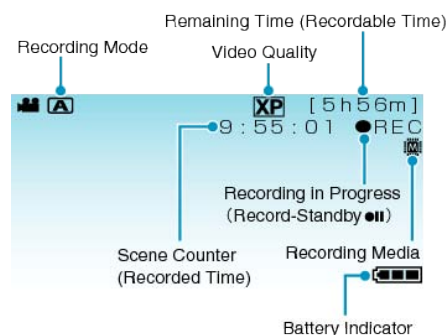 Remaining Time (Recordable Time)
Recording Mode
Video Quality
A
XP [5h56m]
9:55:01 ●REC
M
Recording in Progress
(Record-Standby ●II)
Scene Counter
(Recorded Time)
Recording Media
Battery Indicator